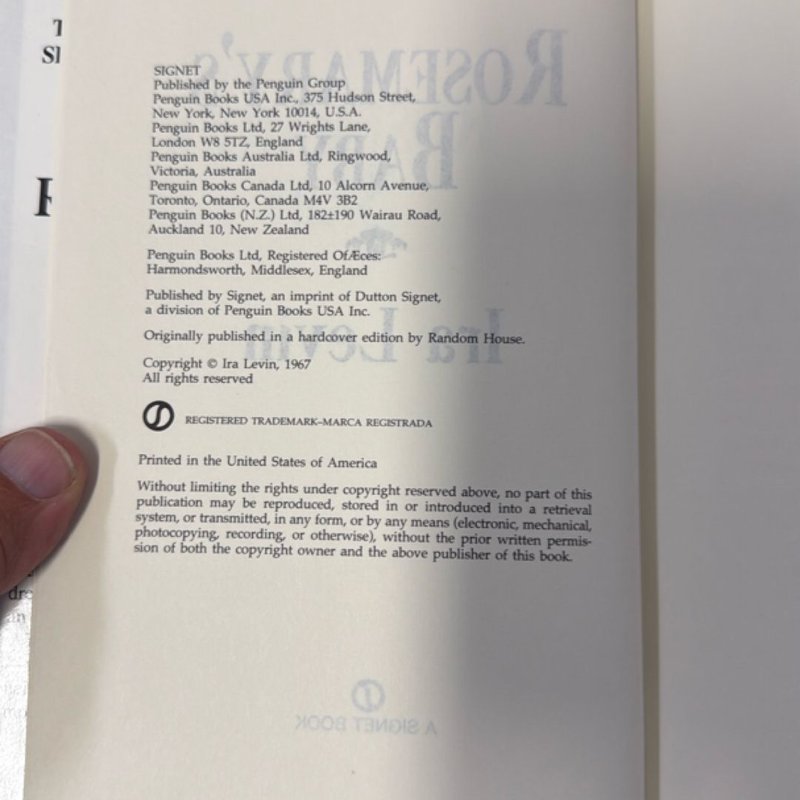 SIGNET
Published by the Penguin Group
Penguin Books USA Inc., 375 Hudson Street,
New York, New York 10014, U.S.A.
Penguin Books Ltd, 27 Wrights Lane,
London W8 5TZ, England
Penguin Books Australia Ltd, Ringwood,
Victoria, Australia
Penguin Books Canada Ltd, 10 Alcorn Avenue,
Toronto, Ontario, Canada M4V 3B2
Penguin Books (N.Z.) Ltd, 182±190 Wairau Road,
Auckland 10, New Zealand
Penguin Books Ltd, Registered OfÆces:
Harmondsworth, Middlesex, England
Published by Signet, an imprint of Dutton Signet,
a division of Penguin Books USA Inc.
Originally published in a hardcover edition by Random House.
Copyright © Ira Levin, 1967
All rights reserved
REGISTERED TRADEMARK–MARCA REGISTRADA
Printed in the United States of America
Without limiting the rights under copyright reserved above, no part of this
publication may be reproduced, stored in or introduced into a retrieval
system, or transmitted, in any form, or by any means (electronic, mechanical,
photocopying, recording, or otherwise), without the prior written permis-
sion of both the copyright owner and the above publisher of this book.
ROSEMARY'S
BABY
Ira Levin
A SIGNET BOOK